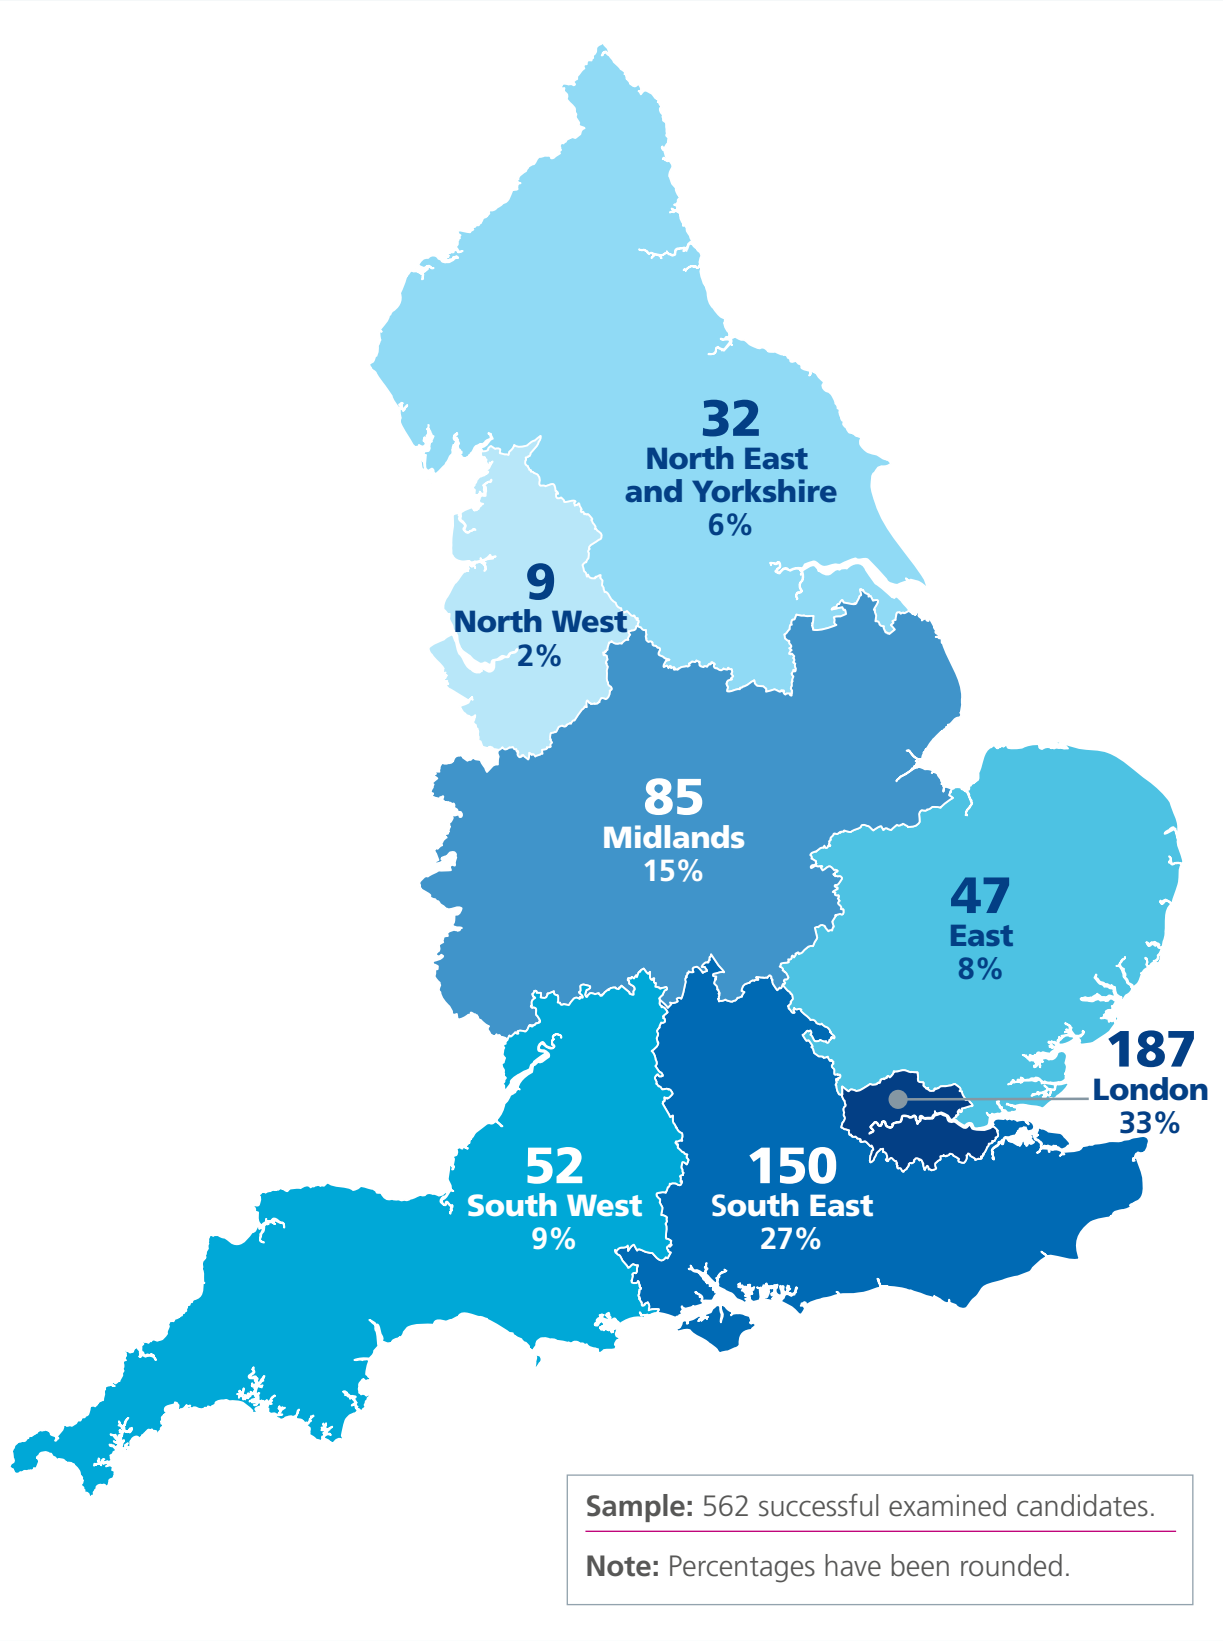 32
North East
and Yorkshire
6%
9
North West
2%
85
Midlands
15%
47
East
8%
187
London
33%
52
South West
9%
150
South East
27%
Sample: 562 successful examined candidates.
Note: Percentages have been rounded.